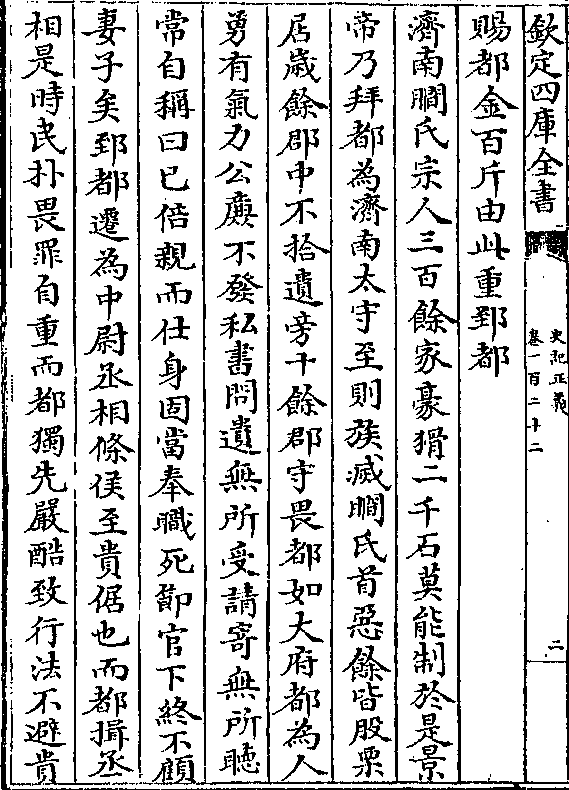 欽定四庫全書
史記正義
卷一百二十二
二
賜都金百斤由此重郅都
濟南瞷氏宗人三百餘家豪猾二千石莫能制於是景
帝乃拜都為濟南太守至則族滅瞷氏首惡餘皆股栗
居歲餘郡中不拾遺旁十餘郡守畏都如大府都為人
勇有氣力公廉不發私書問遺無所受請寄無所聽
常自稱曰已倍親而仕身固當奉職死節官下終不顧
妻子矣郅都遷為中尉丞相條侯至貴倨也而都揖丞
相是時民朴畏罪自重而都獨先嚴酷致行法不避貴